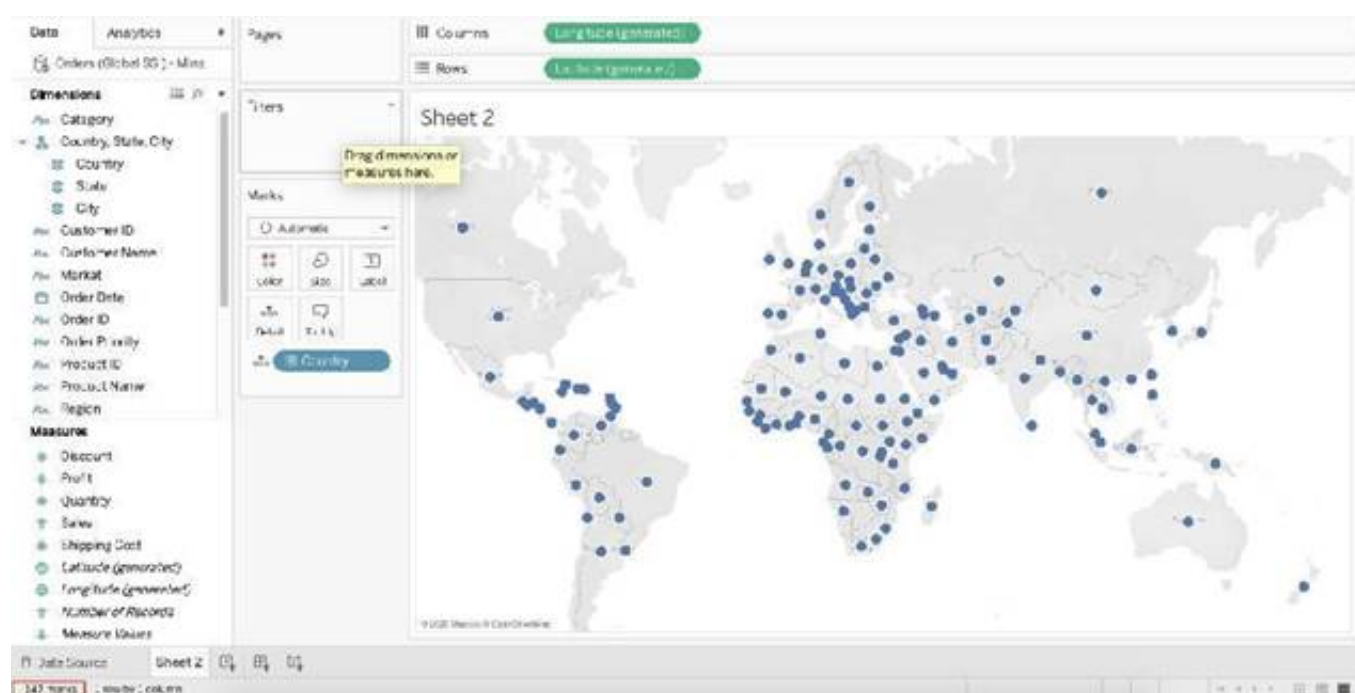 Data Analytics
Pages
Columns Longitude (generated)
Orders (Global SS) - Mine
Rows Latitude (generated)
Dimensions
Filters
Sheet 2
Category
Country, State, City
Drag dimensions or
measures here.
Country
State
Marks
City
Customer ID
Automatic
Customer Name
Market
Color Size Label
Order Date
Order ID
Detail
Order Priority
Country
Product ID
Product Name
Region
Measures
Discount
Profit
Quantity
Sales
Shipping Cost
Latitude (generated)
Longitude (generated)
Number of Records
Measure Values
Data Source Sheet 2
147 marks